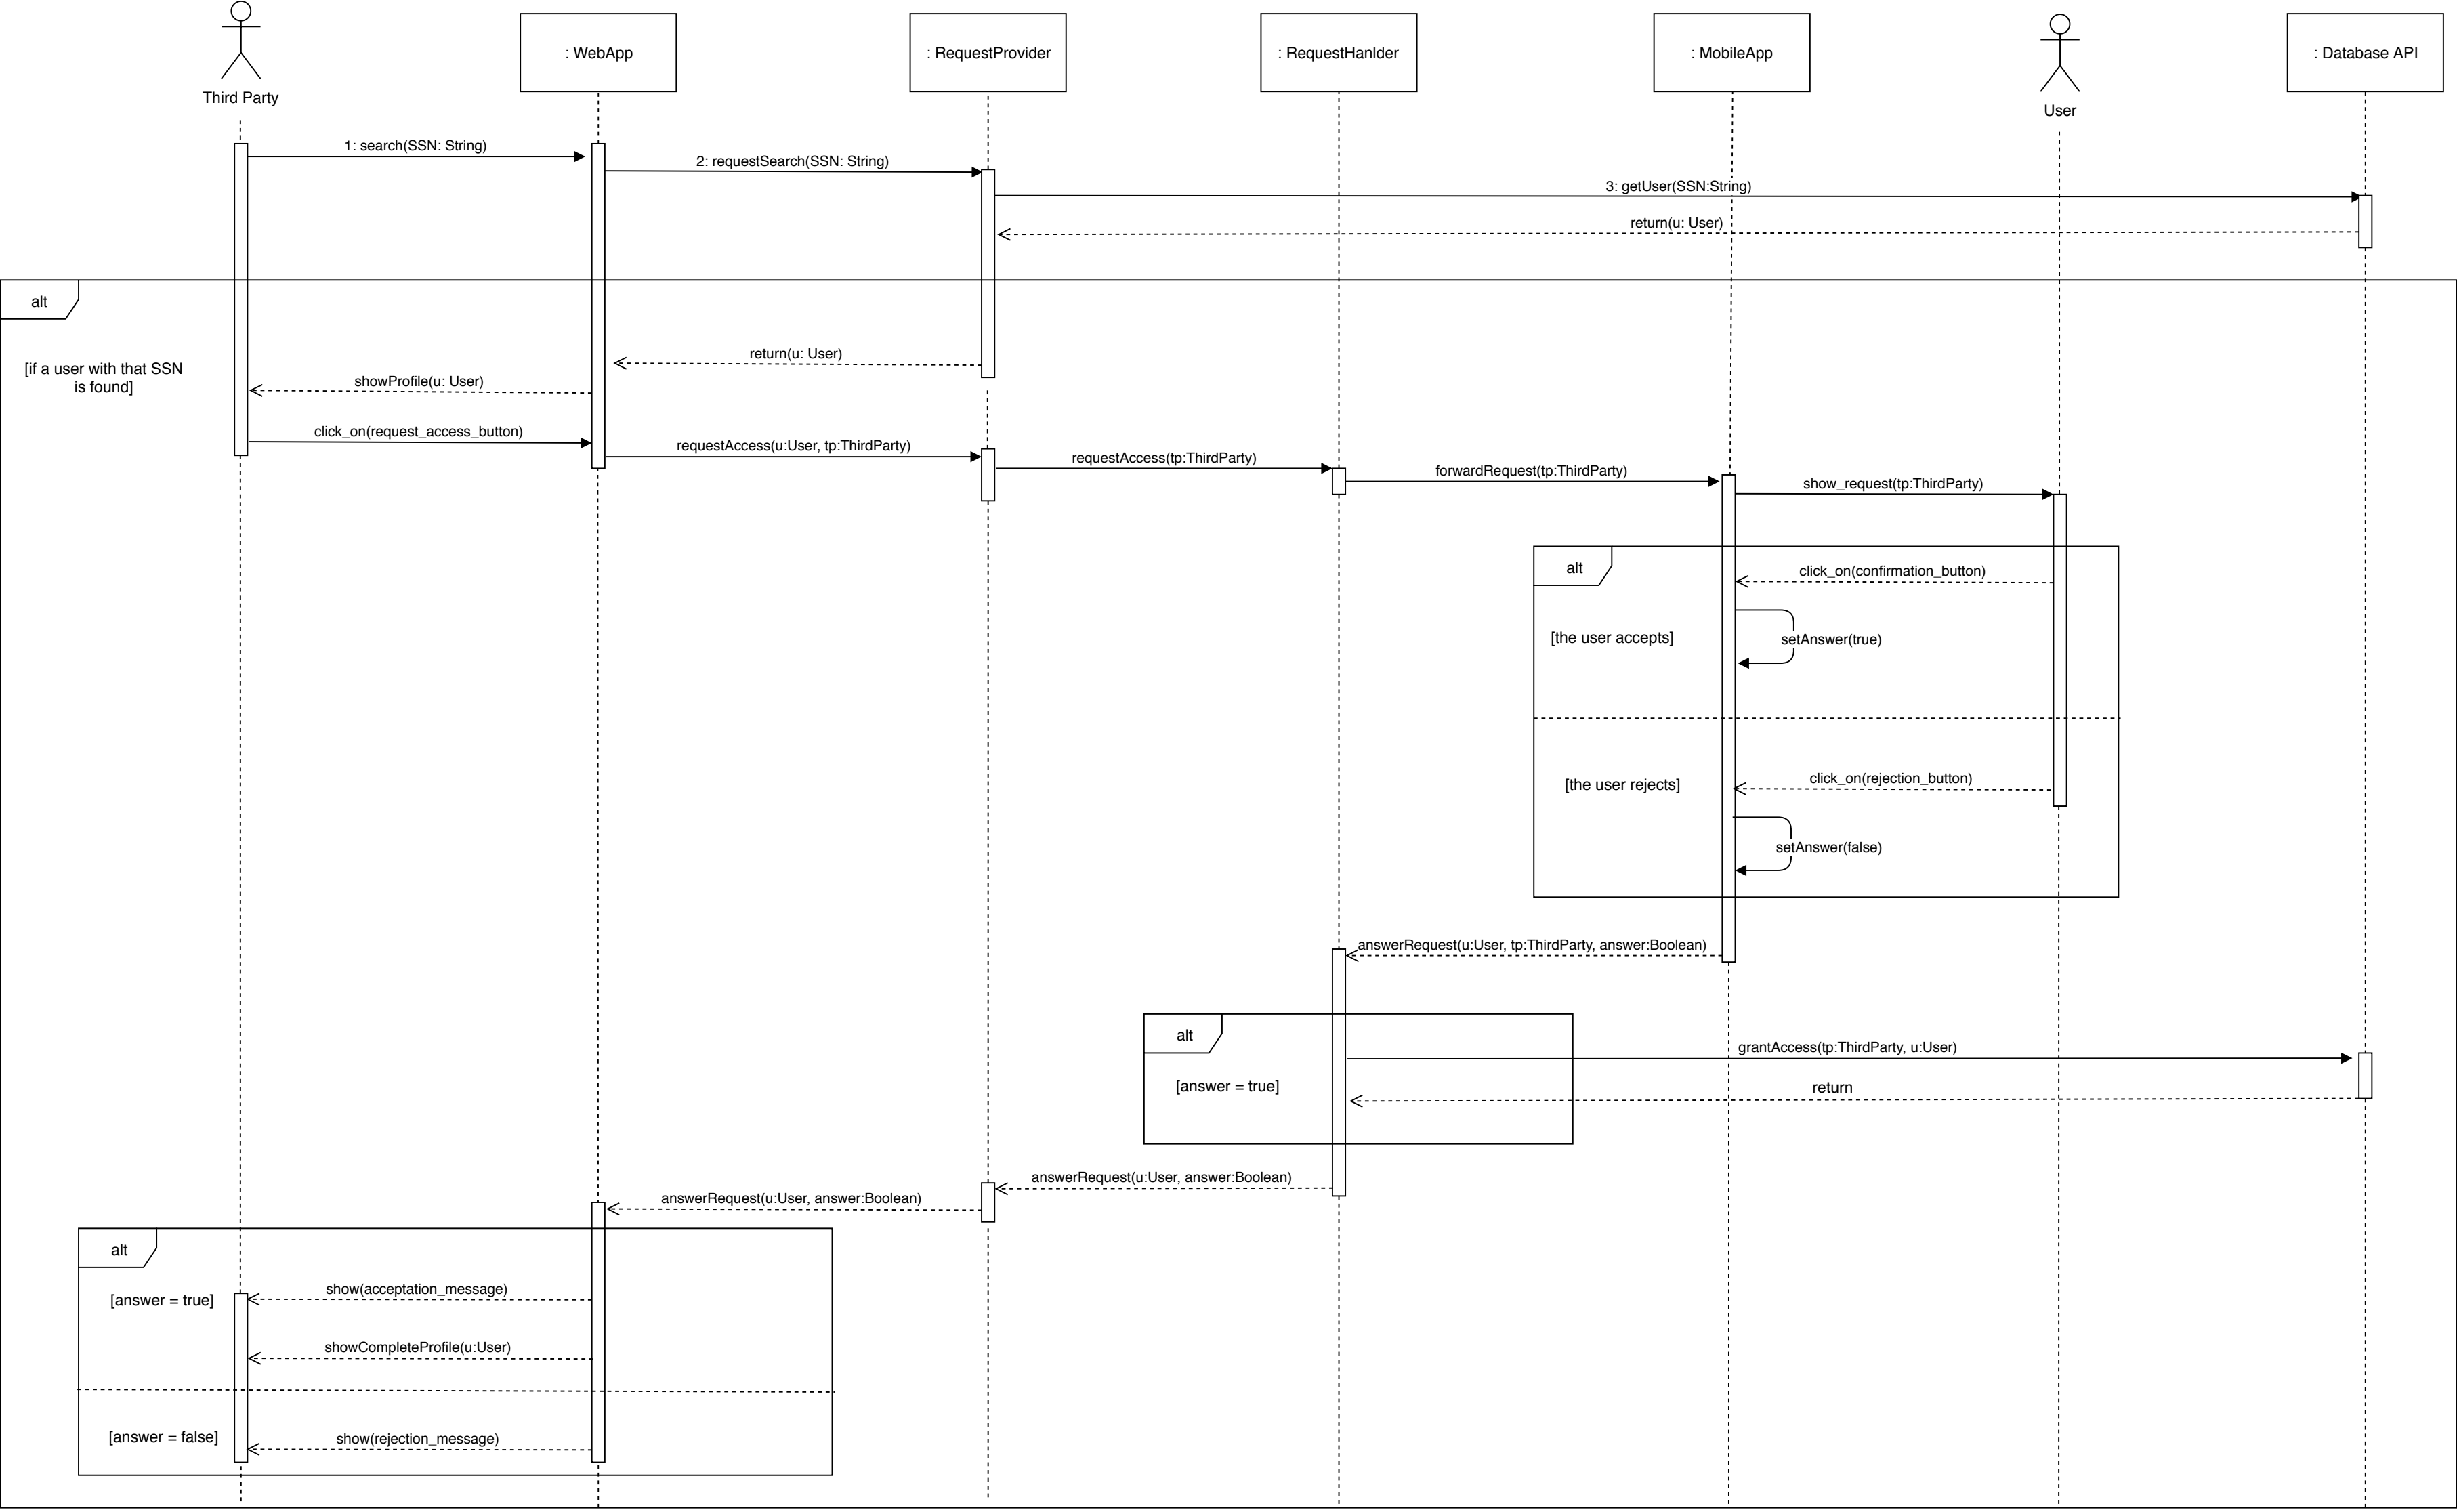 Third Party
: WebApp
: RequestProvider
: RequestHanlder
: MobileApp
User
: Database API
1: search(SSN: String)
2: requestSearch(SSN: String)
3: getUser(SSN:String)
return(u: User)
alt
[if a user with that SSN
is found]
return(u: User)
showProfile(u: User)
click_on(request_access_button)
requestAccess(u:User, tp:ThirdParty)
requestAccess(tp:ThirdParty)
forwardRequest(tp:ThirdParty)
show_request(tp:ThirdParty)
alt
click_on(confirmation_button)
[the user accepts]
setAnswer(true)
[the user rejects]
click_on(rejection_button)
setAnswer(false)
answerRequest(u:User, tp:ThirdParty, answer:Boolean)
alt
grantAccess(tp:ThirdParty, u:User)
[answer = true]
return
answerRequest(u:User, answer:Boolean)
answerRequest(u:User, answer:Boolean)
alt
show(acceptation_message)
[answer = true]
showCompleteProfile(u:User)
[answer = false]
show(rejection_message)